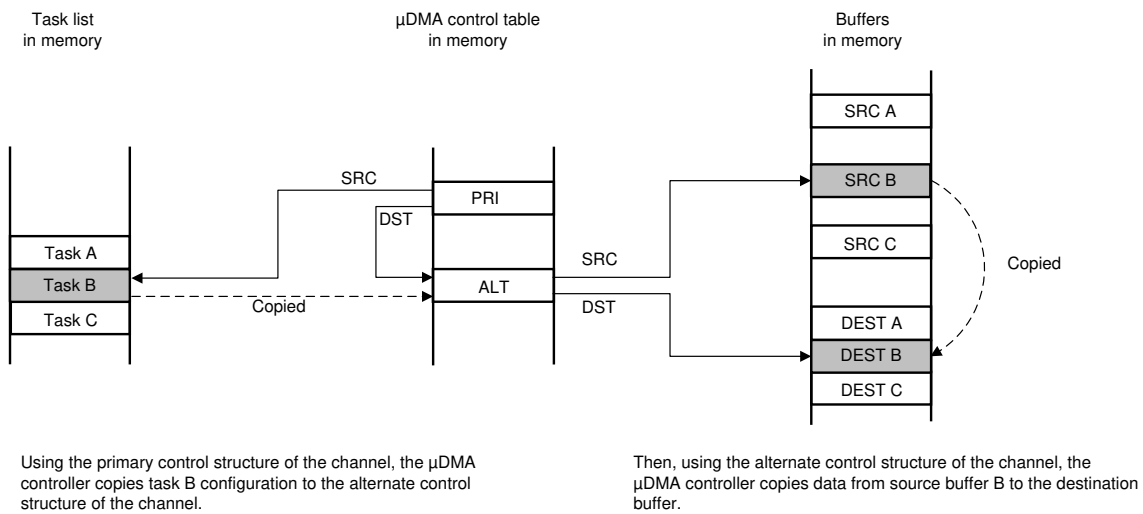 Task list
in memory
µDMA control table
in memory
Buffers
in memory
SRC A
SRC B
SRC C
DEST A
DEST B
DEST C
Copied
SRC
PRI
DST
ALT
SRC
DST
Task A
Task B
Task C
Copied
Using the primary control structure of the channel, the µDMA
controller copies task B configuration to the alternate control
structure of the channel.
Then, using the alternate control structure of the channel, the
µDMA controller copies data from source buffer B to the destination
buffer.